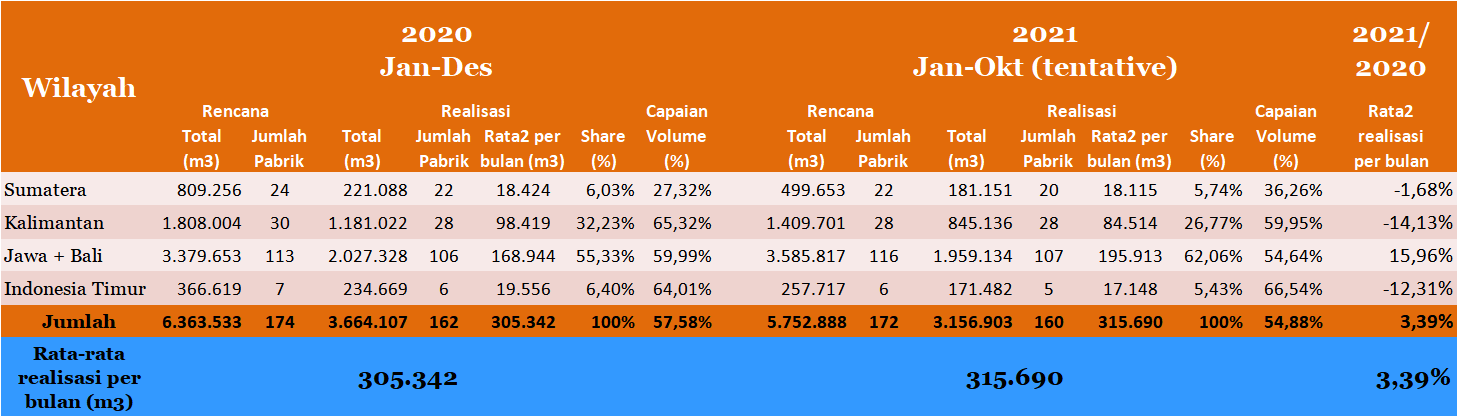 Wilayah
2020
Jan-Des
2021
Jan-Okt (tentative)
2021/
2020
Rencana Realisasi Capaian Rencana Realisasi Capaian Rata2
Total Jumlah Total Jumlah Rata2 per Share Volume Total Jumlah Total Jumlah Rata2 per Share Volume realisasi
(m3) Pabrik (m3) Pabrik bulan (m3) (%) (%) (m3) Pabrik (m3) Pabrik bulan (m3) (%) (%) per bulan
Sumatera 809.256 24 221.088 22 18.424 6,03% 27,32% 499.653 22 181.151 20 18.115 5,74% 36,26% -1,68%
Kalimantan 1.808.004 30 1.181.022 28 98.419 32,23% 65,32% 1.409.701 28 845.136 28 84.514 26,77% 59,95% -14,13%
Jawa + Bali 3.379.653 113 2.027.328 106 168.944 55,33% 59,99% 3.585.817 116 1.959.134 107 195.913 62,06% 54,64% 15,96%
Indonesia Timur 366.619 7 234.669 6 19.556 6,40% 64,01% 257.717 6 171.482 5 17.148 5,43% 66,54% -12,31%
Jumlah 6.363.533 174 3.664.107 162 305.342 100% 57,58% 5.752.888 172 3.156.903 160 315.690 100% 54,88% 3,39%
Rata-rata
realisasi per
bulan (m3)
305.342 315.690 3,39%